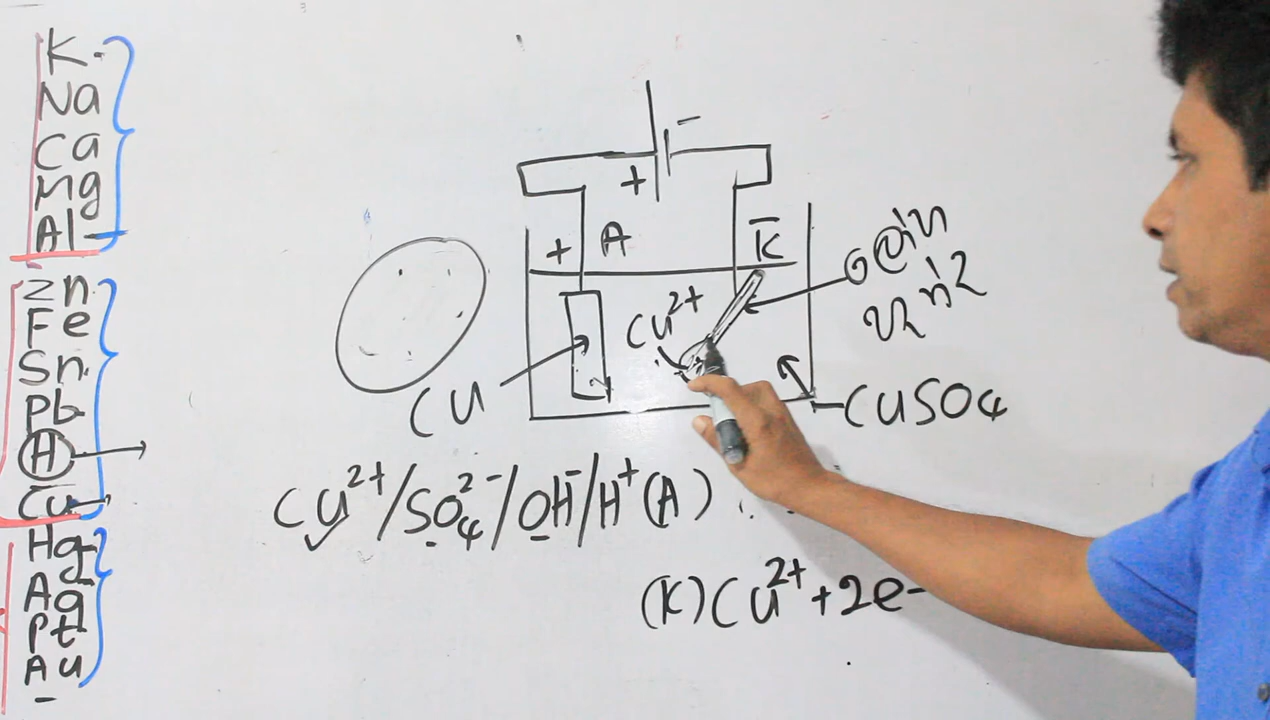 K
Na
Ca
Mg
Al
Zn
Fe
Sn
Pb
H
Cu
Hg
Ag
Pt
Au
-
+
+ A
K
Cu²⁺
Cu
CuSO₄
Cu²⁺/SO₄²⁻/OH⁻/H⁺(A)
(K)Cu²⁺+2e-